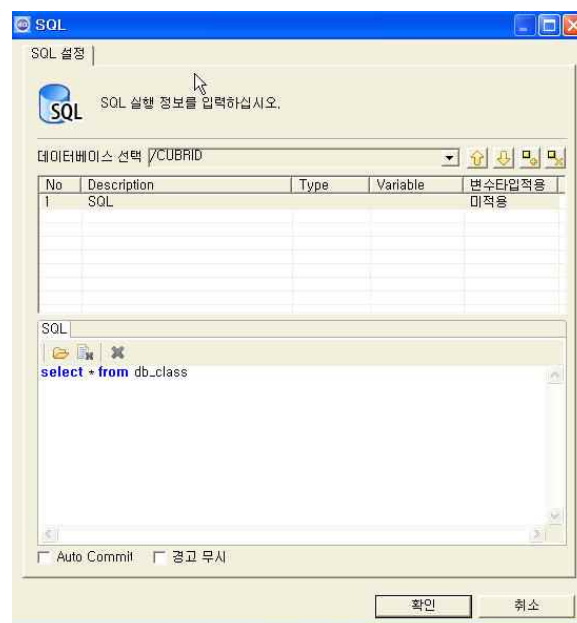 SQL
SQL 설정
SQL
SQL 실행 정보를 입력하십시오.
데이터베이스 선택 /CUBRID
No Description Type Variable 변수타입적용
1 SQL 미적용
SQL
select * from db_class
Auto Commit 경고 무시
확인 취소